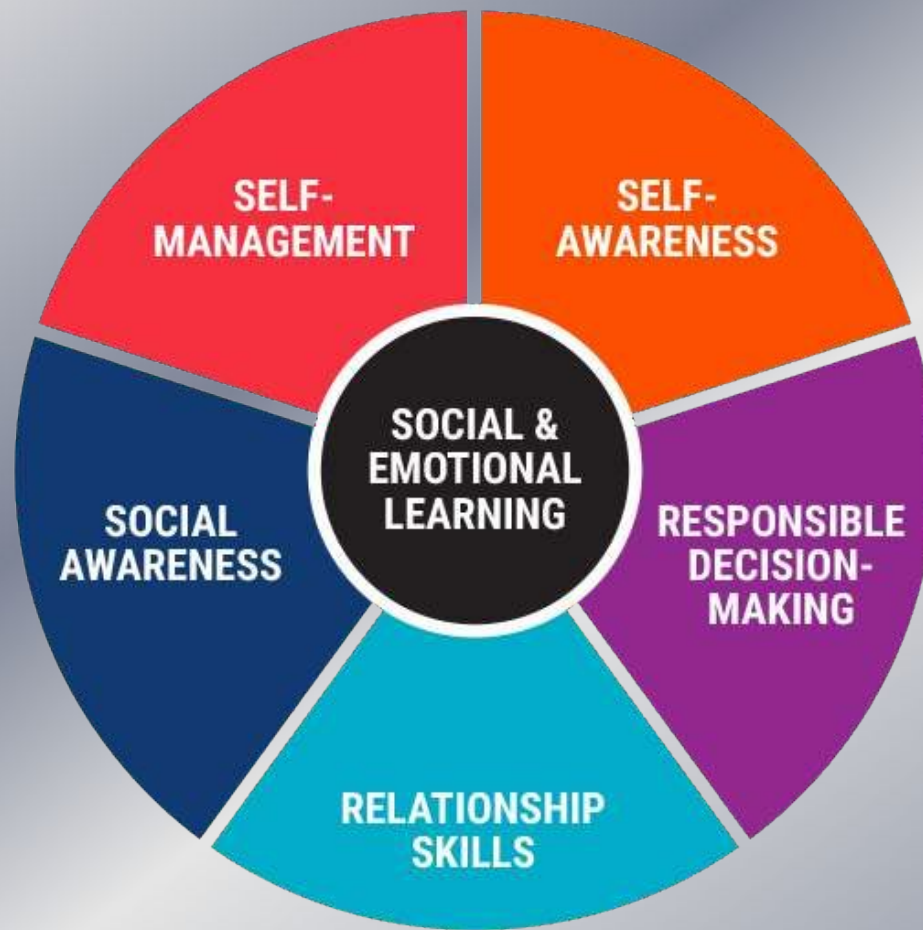 SELF-
MANAGEMENT
SELF-
AWARENESS
SOCIAL &
EMOTIONAL
LEARNING
SOCIAL
AWARENESS
RESPONSIBLE
DECISION-
MAKING
RELATIONSHIP
SKILLS